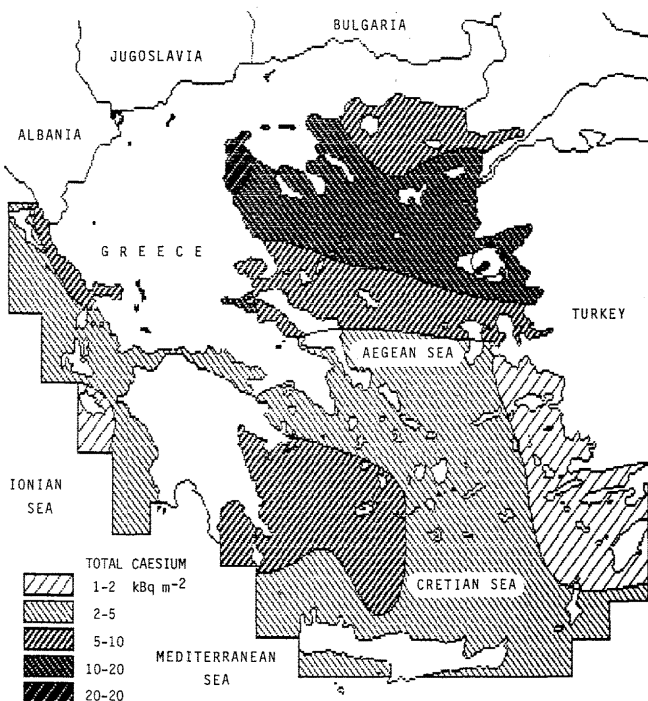 BULGARIA
JUGOSLAVIA
ALBANIA
GREECE
TURKEY
AEGEAN SEA
IONIAN
SEA
TOTAL CAESIUM
1-2 kBq m-2
2-5
5-10
10-20
20-20
CRETIAN SEA
MEDITERRANEAN
SEA